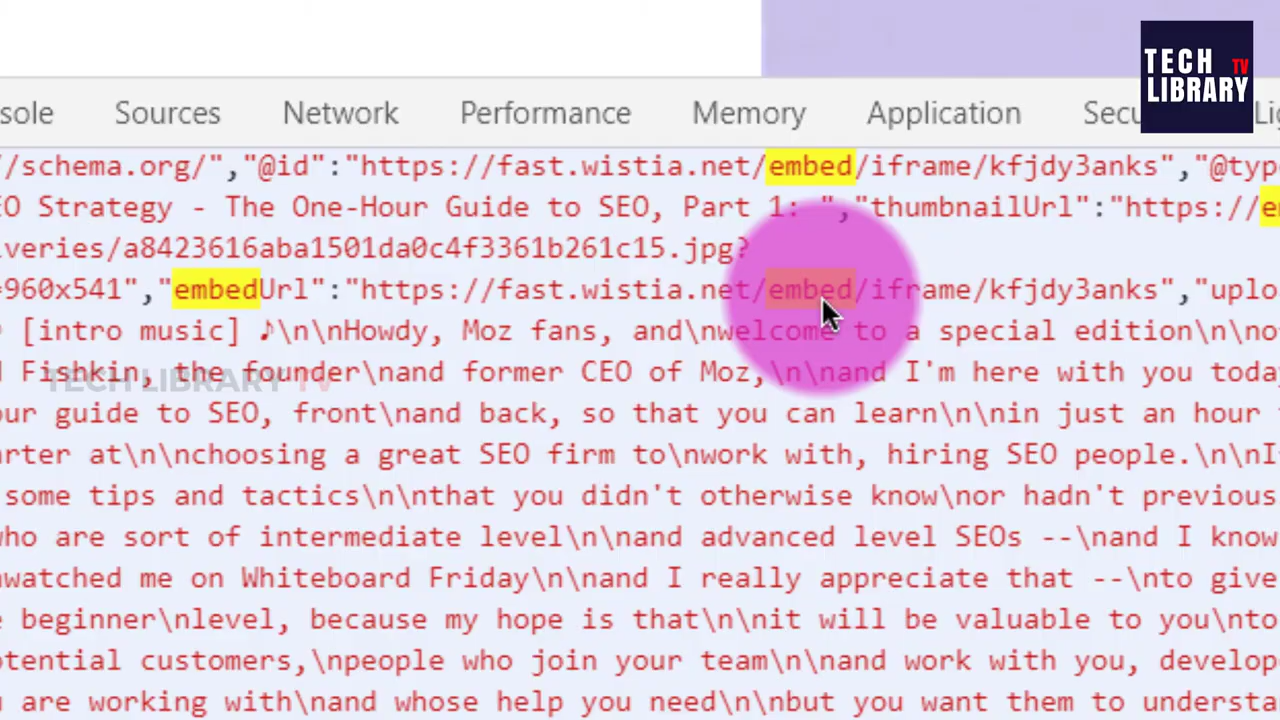 TECH TV
LIBRARY
sole Sources Network Performance Memory Application Secu Lig
//schema.org/","@id":"https://fast.wistia.net/embed/iframe/kfjdy3anks","@typ
EO Strategy - The One-Hour Guide to SEO, Part 1: ","thumbnailUrl":"https://e
iveries/a8423616aba1501da0c4f3361b261c15.jpg?
=960x541","embedUrl":"https://fast.wistia.net/embed/iframe/kfjdy3anks","uplo
♪ [intro music] ♪\n\nHowdy, Moz fans, and\nwelcome to a special edition\n\no
d Fishkin, the founder\nand former CEO of Moz,\n\nand I'm here with you today
TECH LIBRARY TV
our guide to SEO, front\nand back, so that you can learn\n\nin just an hour
arter at\n\nchoosing a great SEO firm to\nwork with, hiring SEO people.\n\nI
some tips and tactics\n\nthat you didn't otherwise know\nor hadn't previous
who are sort of intermediate level\n\nand advanced level SEOs --\nand I know
nwatched me on Whiteboard Friday\n\nand I really appreciate that --\nto give
e beginner\nlevel, because my hope is that\n\nit will be valuable to you\nto
otential customers,\npeople who join your team\n\nand work with you, develop
u are working with\nand whose help you need\n\nbut you want them to understa